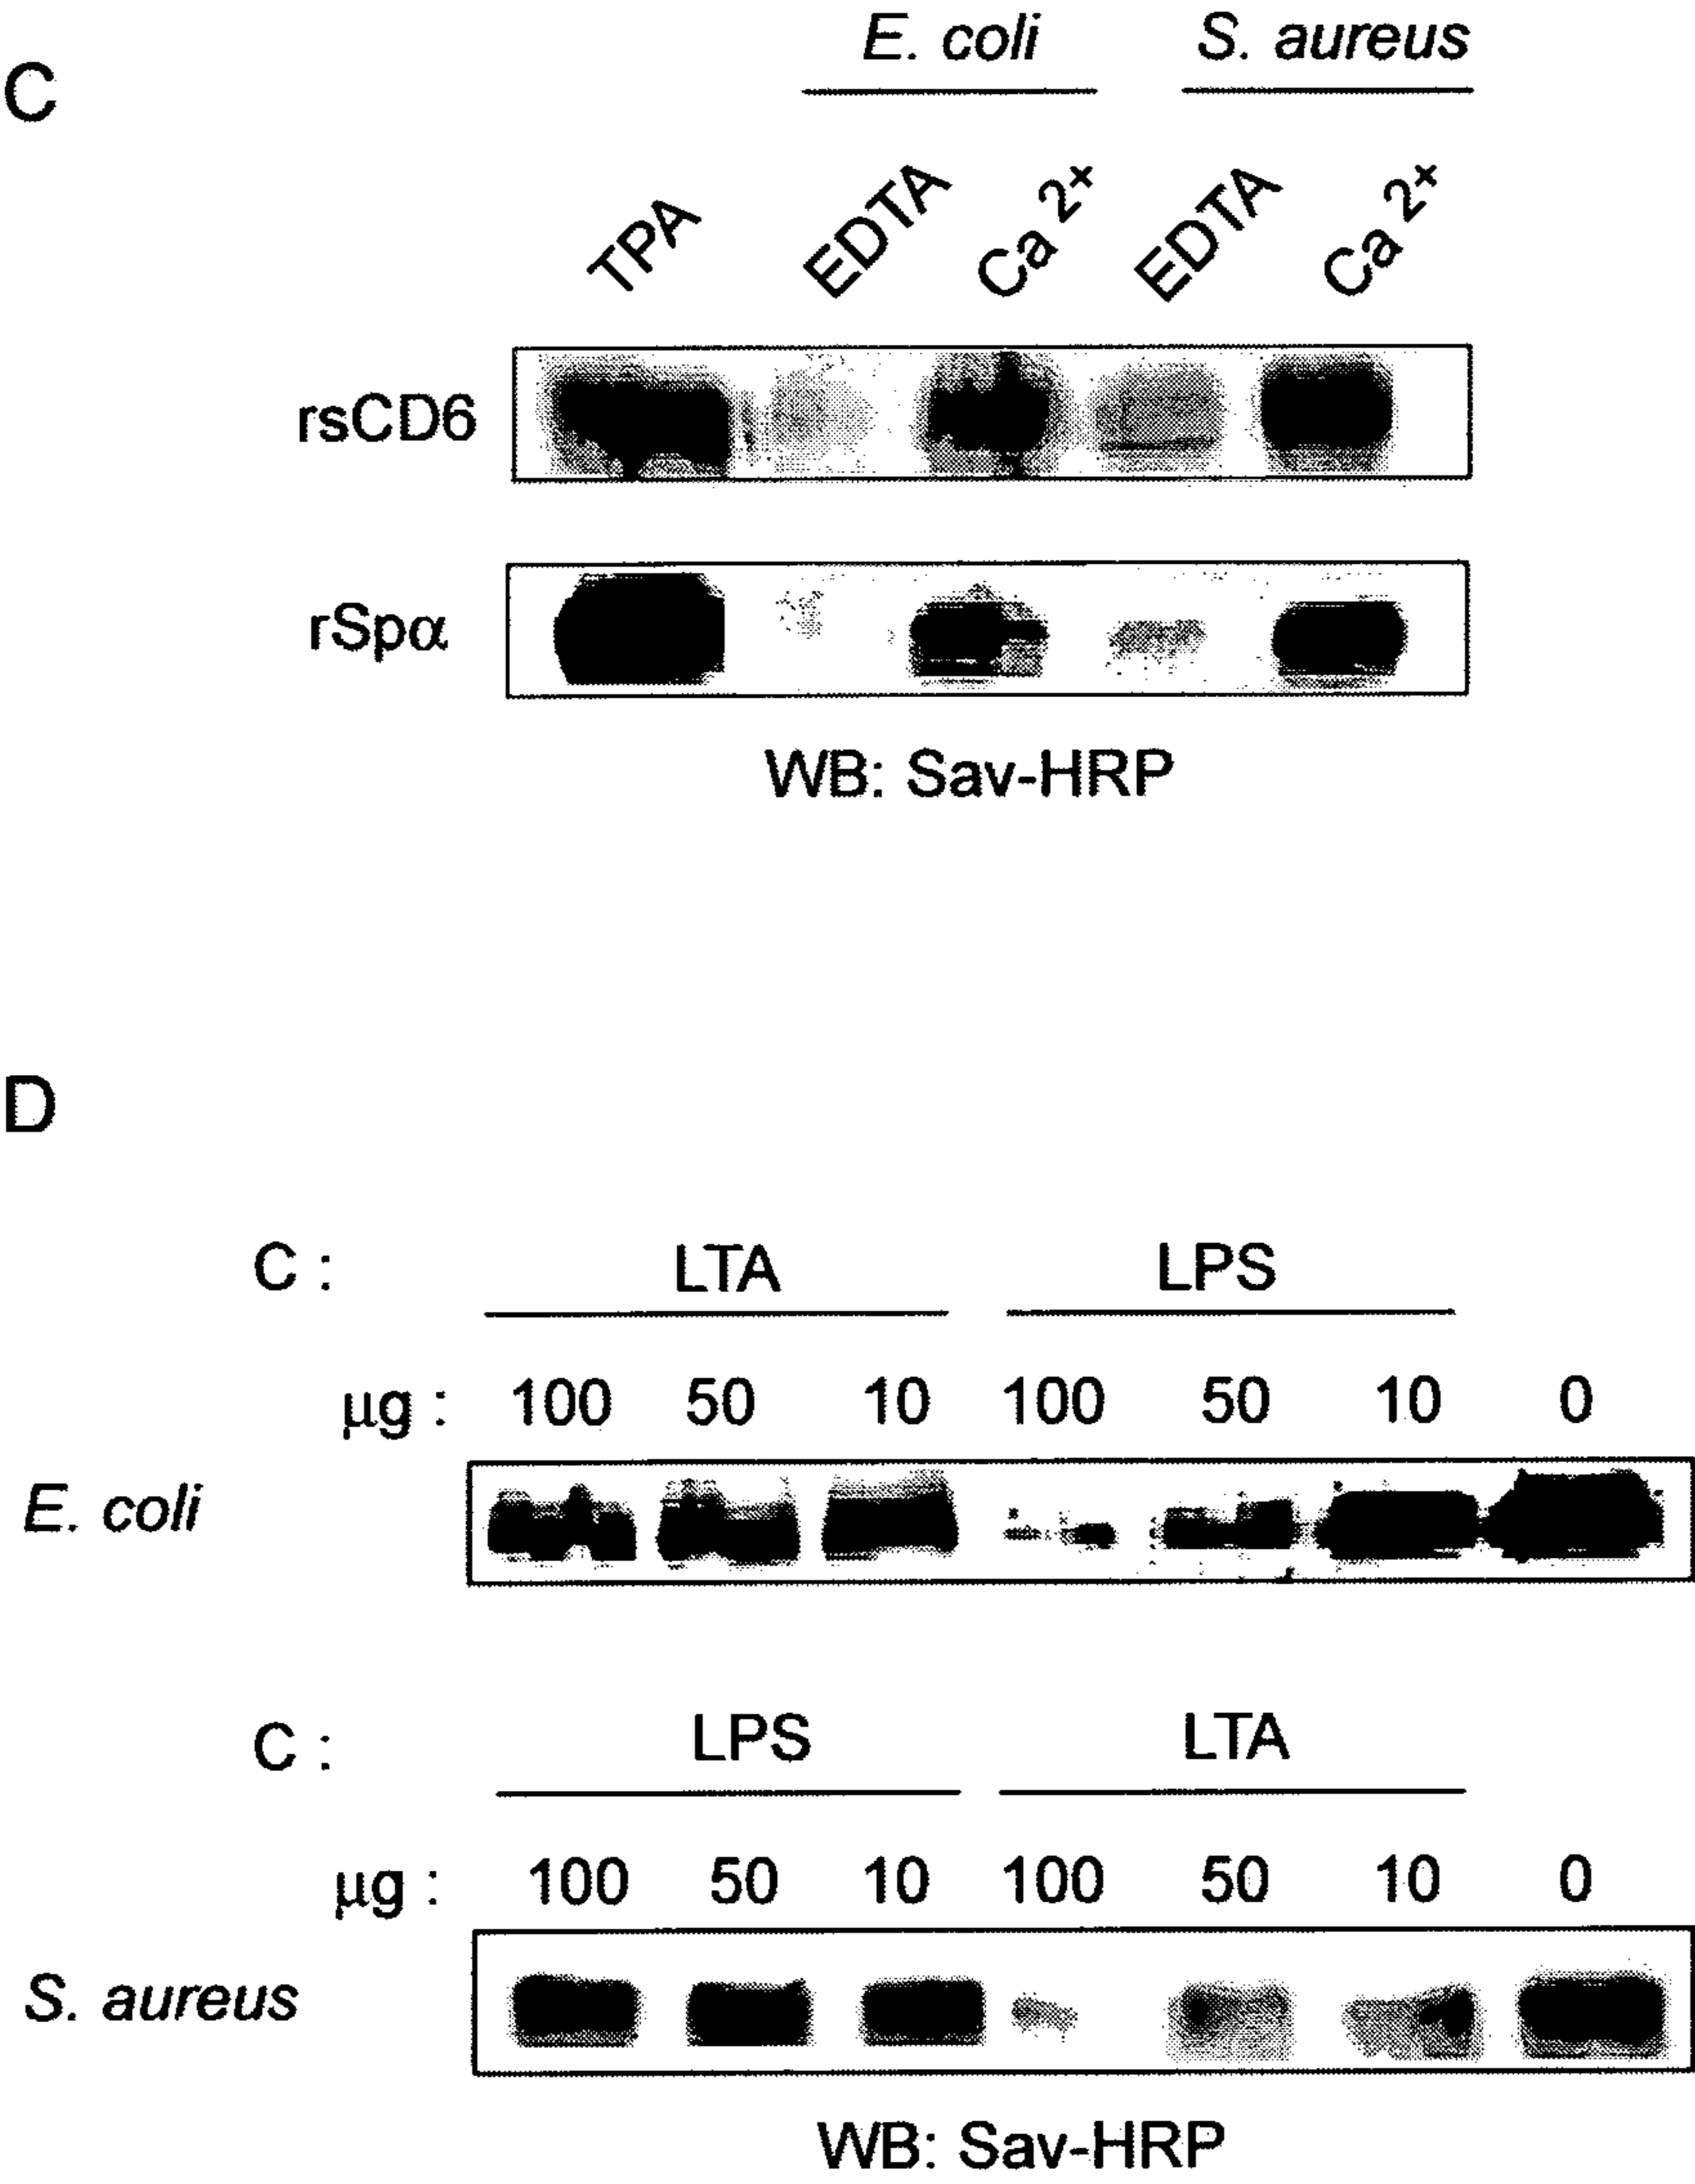 C
E. coli S. aureus
TPA EDTA Ca 2+ EDTA Ca 2+
rsCD6
rSpα
WB: Sav-HRP
D
C : LTA LPS
µg : 100 50 10 100 50 10 0
E. coli
C : LPS LTA
µg : 100 50 10 100 50 10 0
S. aureus
WB: Sav-HRP